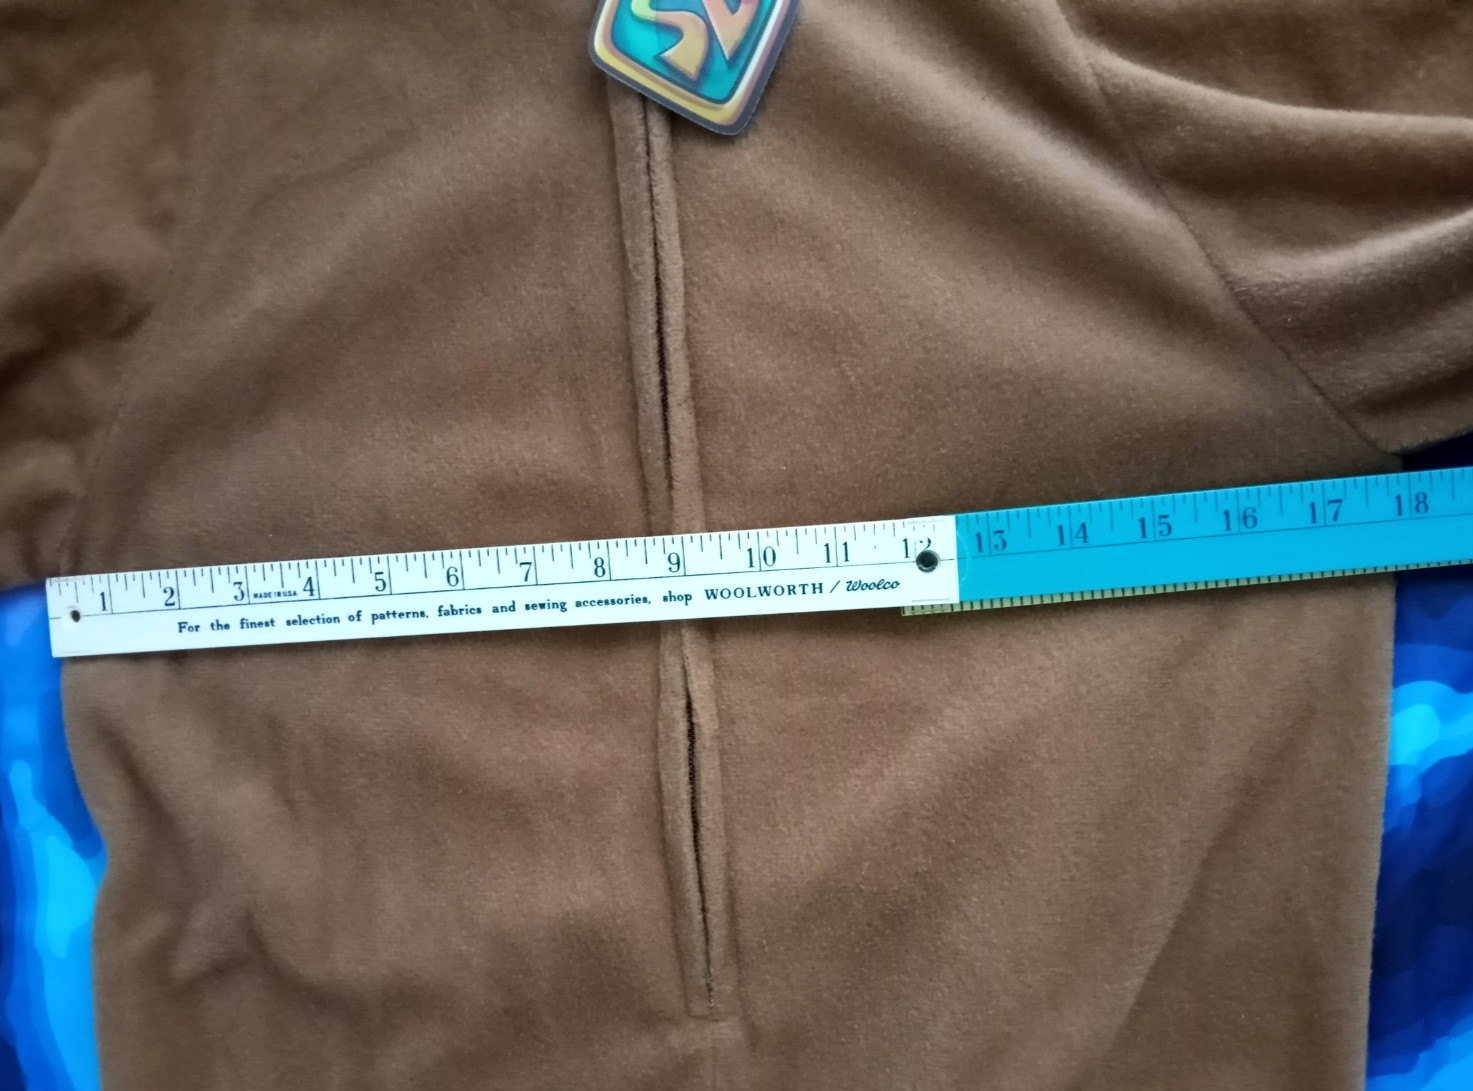 SD
1 2 3 MADE IN U.S.A. 4 5 6 7 8 9 10 11 12 13 14 15 16 17 18
For the finest selection of patterns, fabrics and sewing accessories, shop WOOLWORTH / Woolco